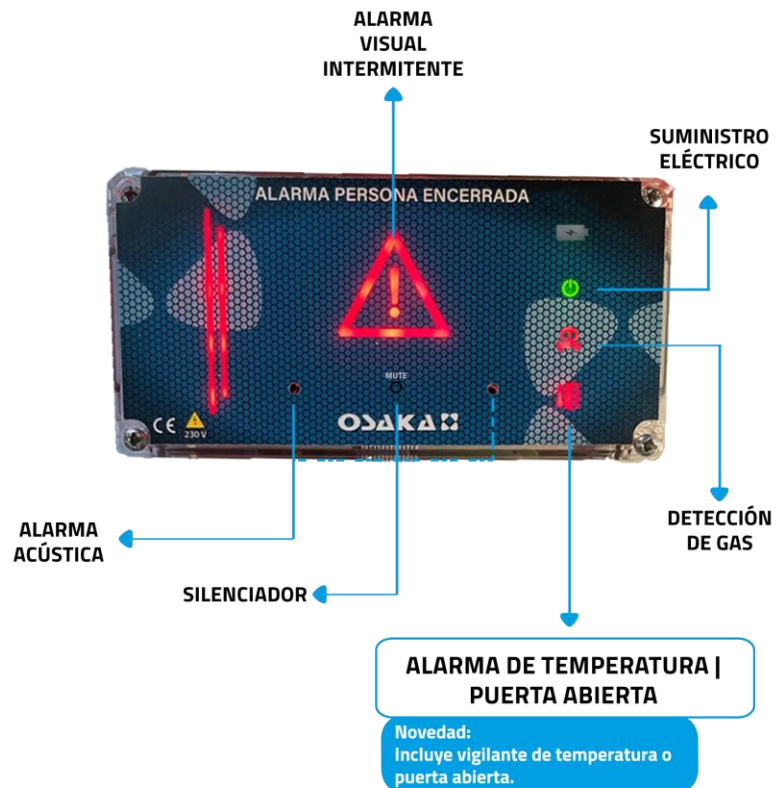 ALARMA
VISUAL
INTERMITENTE
SUMINISTRO
ELÉCTRICO
ALARMA PERSONA ENCERRADA
MUTE
OSAKA
CE
230 V
ALARMA
ACÚSTICA
SILENCIADOR
DETECCIÓN
DE GAS
ALARMA DE TEMPERATURA |
PUERTA ABIERTA
Novedad:
Incluye vigilante de temperatura o
puerta abierta.